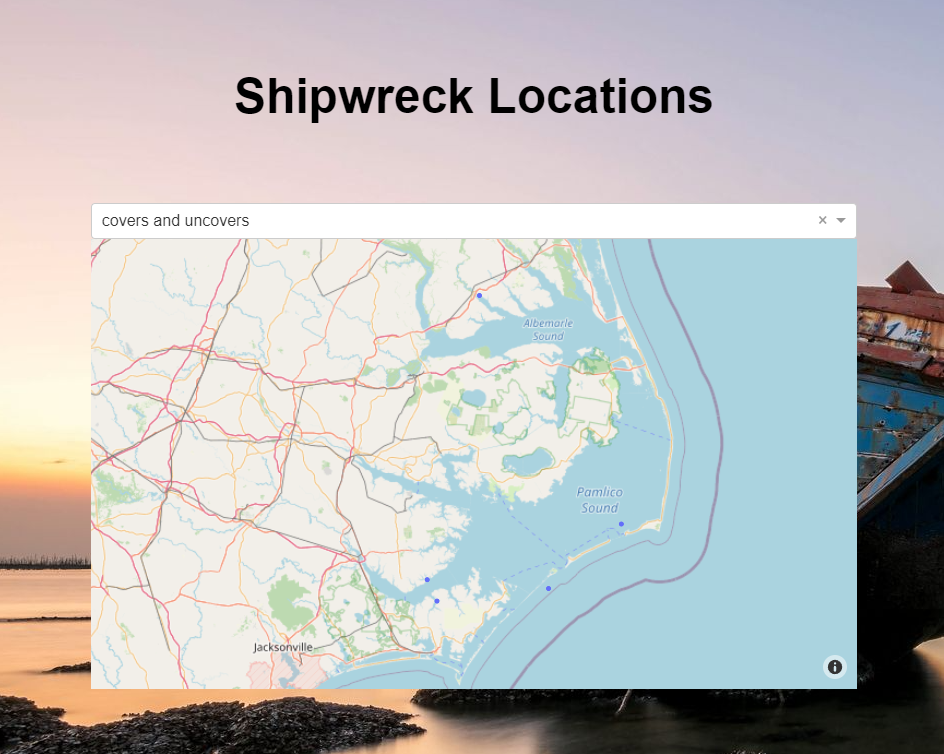 Shipwreck Locations
covers and uncovers
Albemarle
Sound
Pamlico
Sound
Jacksonville